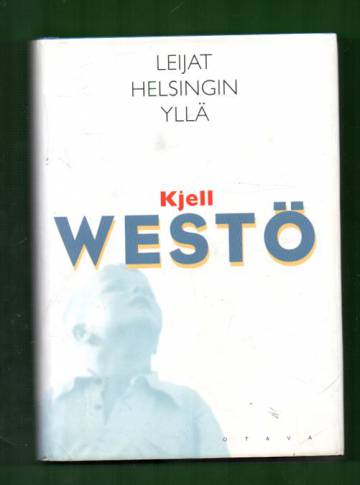 LEIJAT
HELSINGIN
YLLÄ
Kjell
WESTÖ
OTAVA